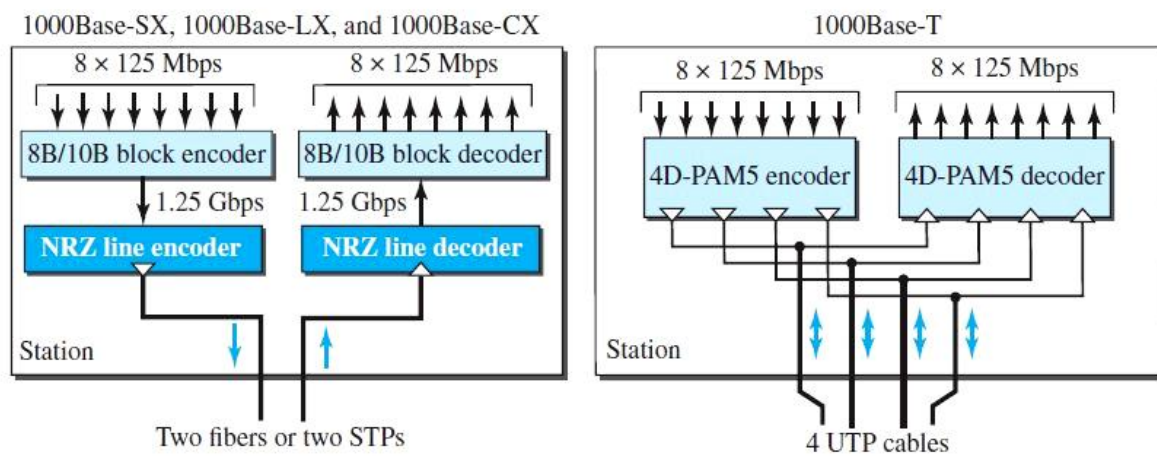 1000Base-SX, 1000Base-LX, and 1000Base-CX
8 × 125 Mbps
8 × 125 Mbps
8B/10B block encoder
8B/10B block decoder
1.25 Gbps
1.25 Gbps
NRZ line encoder
NRZ line decoder
Station
Two fibers or two STPs
1000Base-T
8 × 125 Mbps
8 × 125 Mbps
4D-PAM5 encoder
4D-PAM5 decoder
Station
4 UTP cables